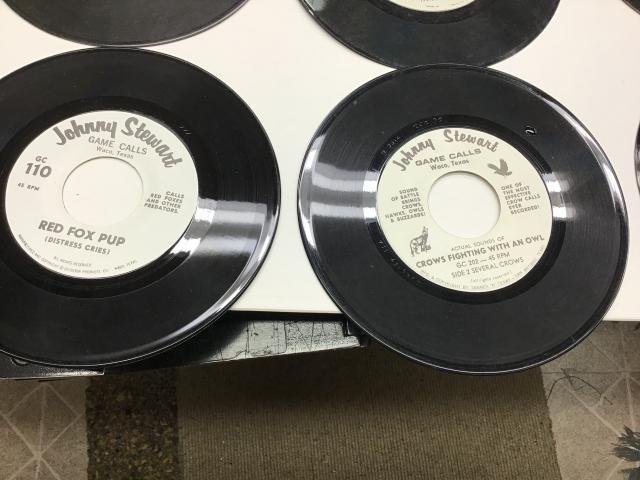 Johnny Stewart
GAME CALLS
Waco, Texas
GC
110
45 RPM
CALLS
RED FOXES
AND OTHER
PREDATORS.
RED FOX PUP
(DISTRESS CRIES)
Johnny Stewart
GAME CALLS
Waco, Texas
SOUND
OF BATTLE
BRINGS
CROWS,
HAWKS, OWLS
& BUZZARDS!
ONE OF
THE MOST
EFFECTIVE
CROW CALLS
EVER
RECORDED!
ACTUAL SOUNDS OF
CROWS FIGHTING WITH AN OWL
GC 202 — 45 RPM
SIDE 2 SEVERAL CROWS
(all rights reserved)